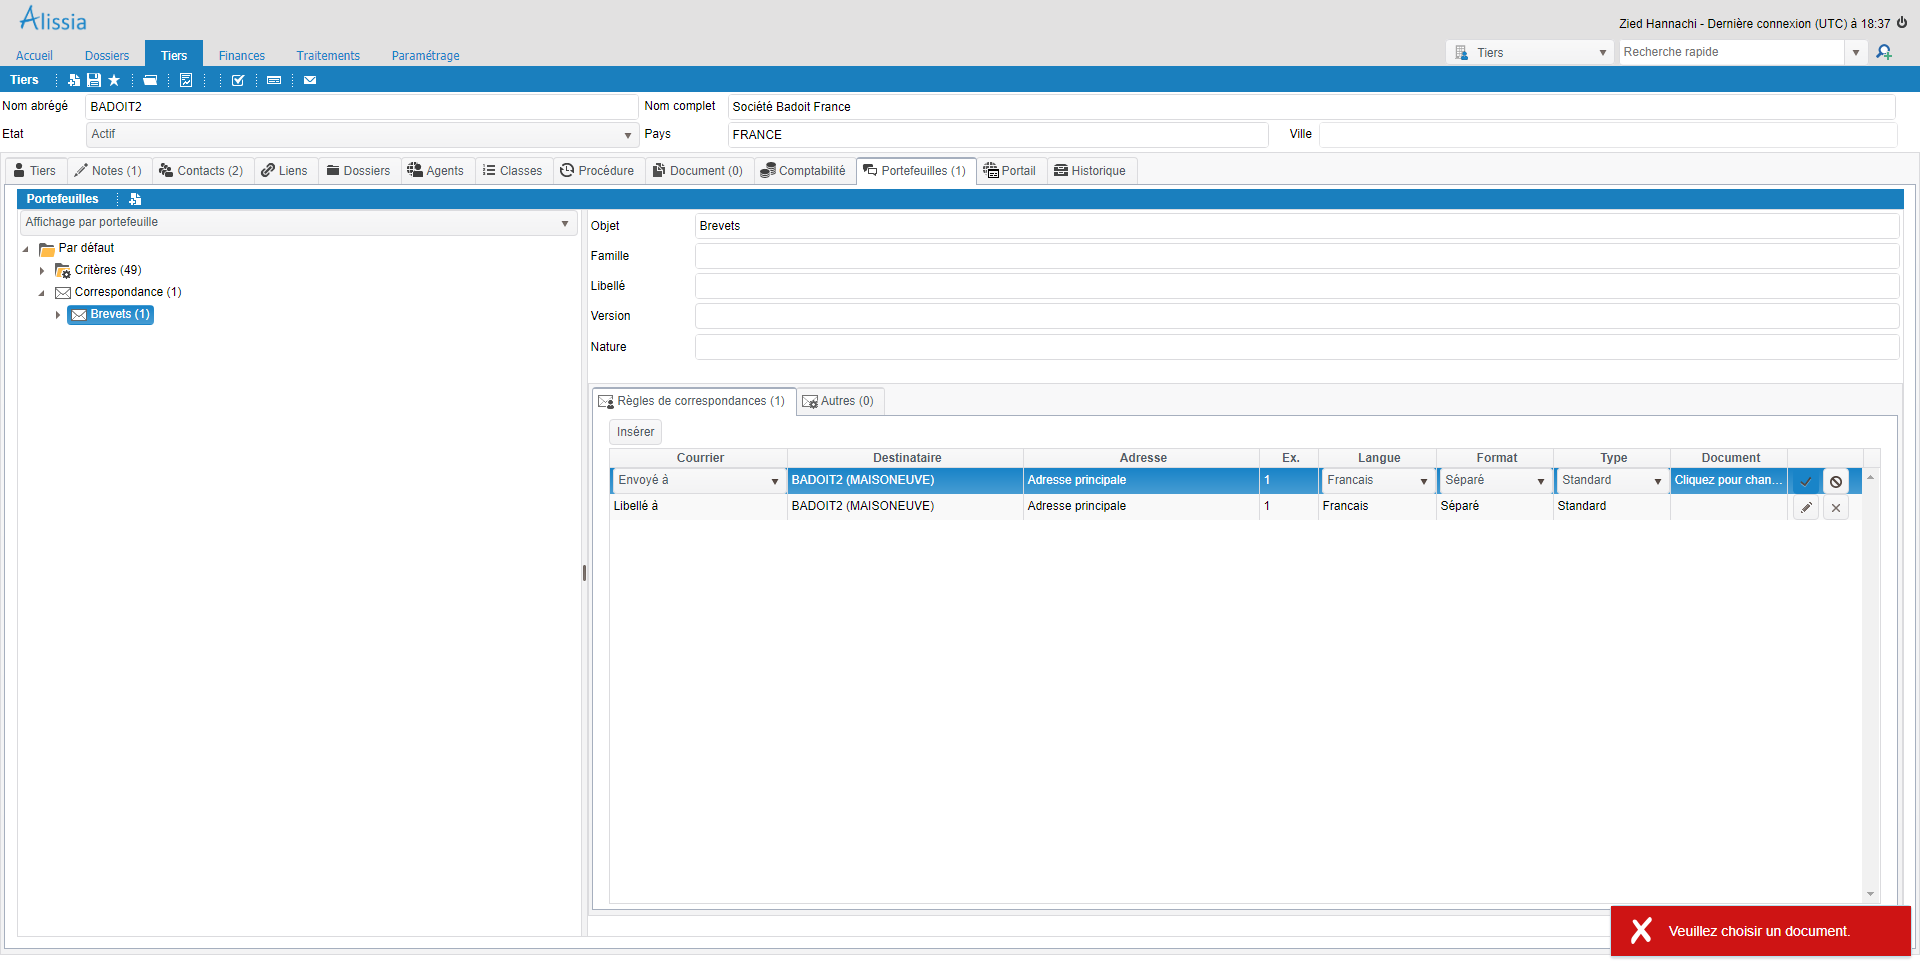 Alissia
Zied Hannachi - Dernière connexion (UTC) à 18:37
Accueil Dossiers Tiers Finances Traitements Paramétrage
Tiers Recherche rapide
Tiers
Nom abrégé BADOIT2 Nom complet Société Badoit France
Etat Actif Pays FRANCE Ville
Tiers Notes (1) Contacts (2) Liens Dossiers Agents Classes Procédure Document (0) Comptabilité Portefeuilles (1) Portail Historique
Portefeuilles
Affichage par portefeuille
Par défaut
Critères (49)
Correspondance (1)
Brevets (1)
Objet Brevets
Famille
Libellé
Version
Nature
Règles de correspondances (1) Autres (0)
Insérer
Courrier Destinataire Adresse Ex. Langue Format Type Document
Envoyé à BADOIT2 (MAISONEUVE) Adresse principale 1 Francais Séparé Standard Cliquez pour chan...
Libellé à BADOIT2 (MAISONEUVE) Adresse principale 1 Francais Séparé Standard
Veuillez choisir un document.